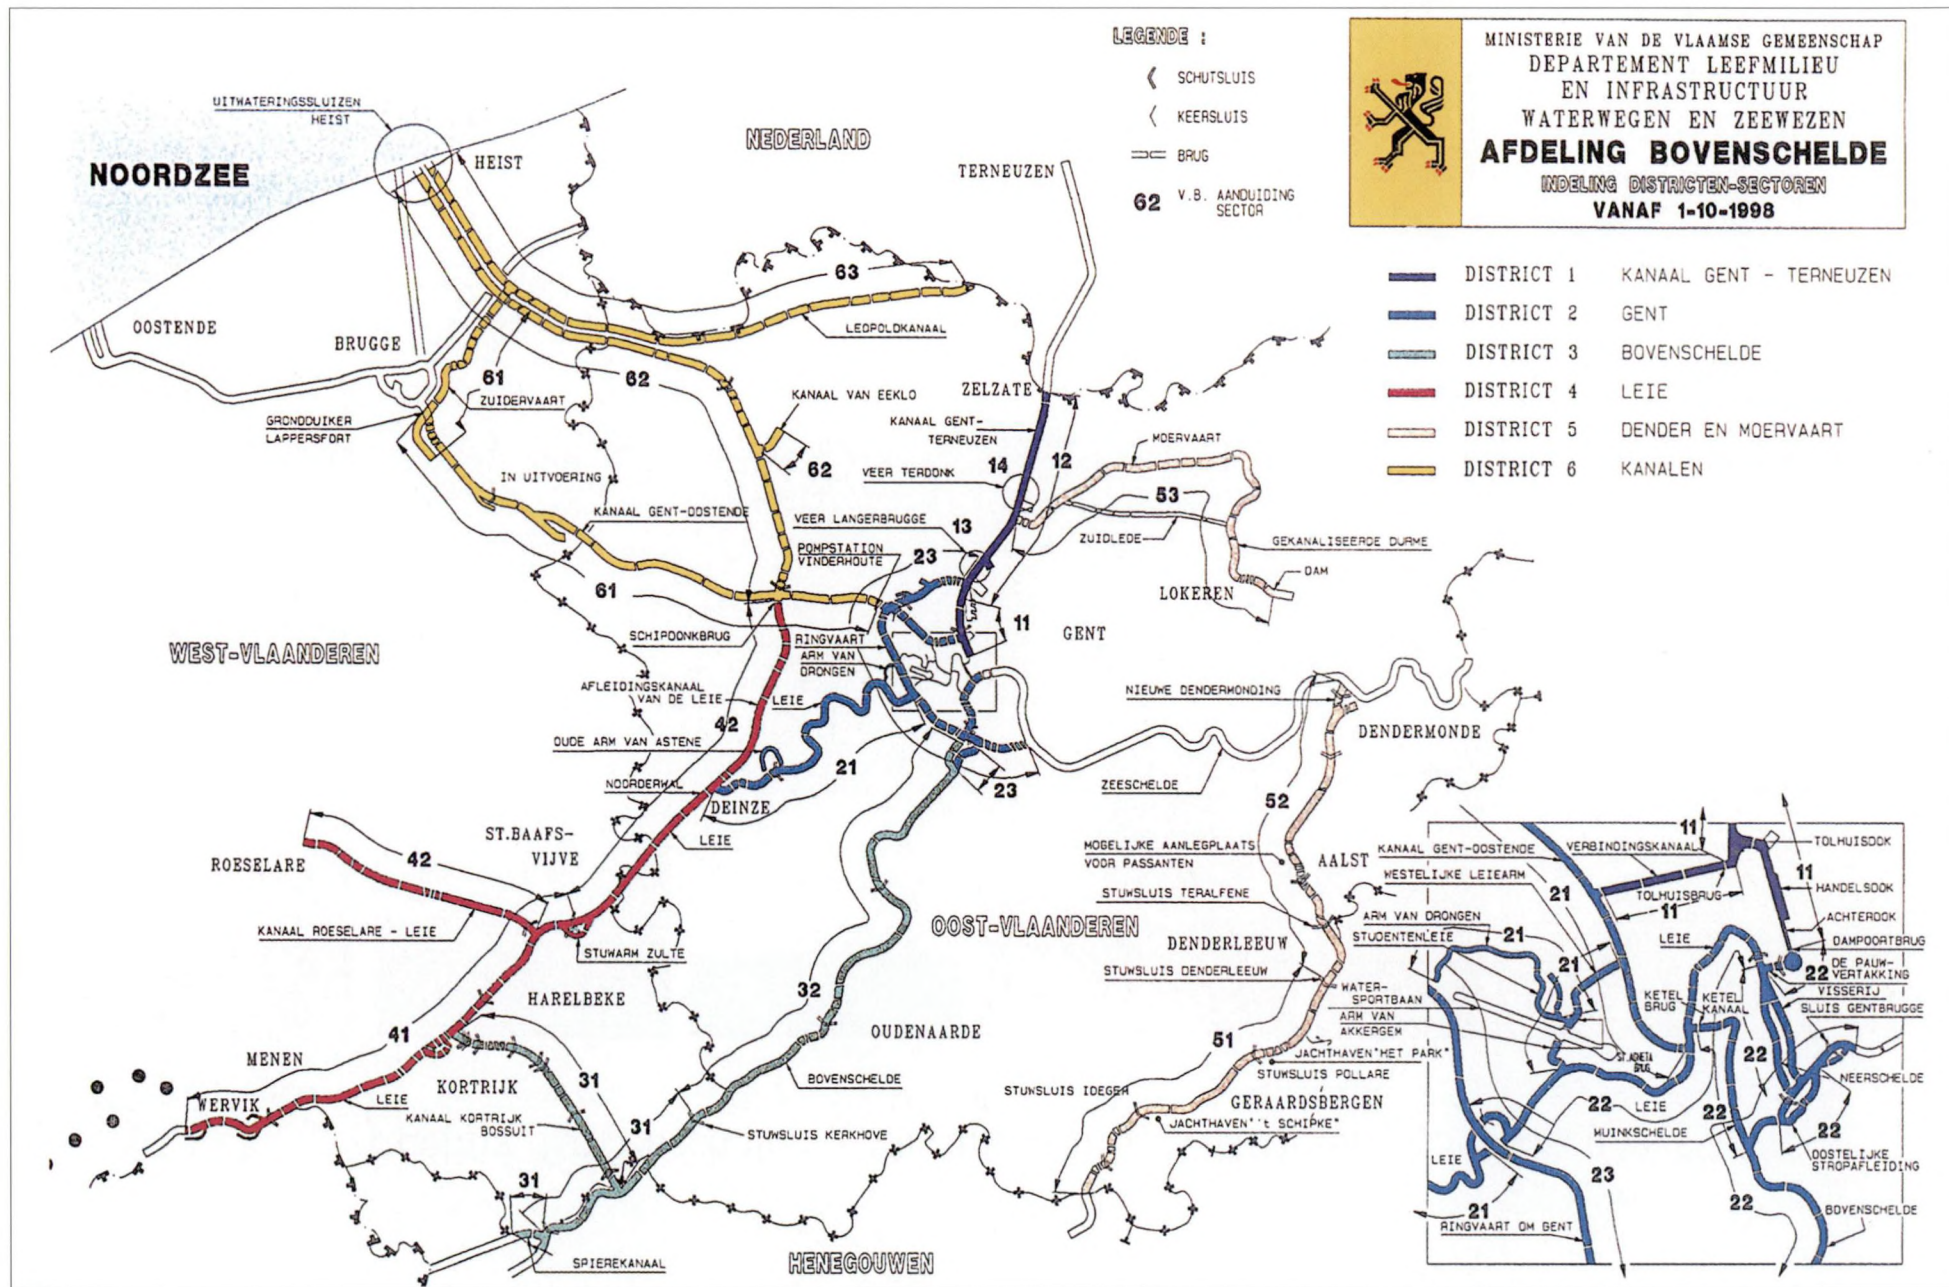 LEGENDE :
SCHUTSLUIS
KEERSLUIS
BRUG
62 V.B. AANDUIDING
SECTOR
MINISTERIE VAN DE VLAAMSE GEMEENSCHAP
DEPARTEMENT LEEFMILIEU
EN INFRASTRUCTUUR
WATERWEGEN EN ZEEWEZEN
AFDELING BOVENSCHELDE
INDELING DISTRICTEN-SECTOREN
VANAF 1-10-1998
DISTRICT 1 KANAAL GENT - TERNEUZEN
DISTRICT 2 GENT
DISTRICT 3 BOVENSCHELDE
DISTRICT 4 LEIE
DISTRICT 5 DENDER EN MOERVAART
DISTRICT 6 KANALEN
UITWATERINGSSLUIZEN
HEIST
NOORDZEE
HEIST
NEDERLAND
TERNEUZEN
63
OOSTENDE
LEOPOLDKANAAL
BRUGGE
61
62
ZUIDERVAART
GRONDDUIKER
LAPPERSFORT
KANAAL VAN EEKLO
62
ZELZATE
KANAAL GENT-
TERNEUZEN
MOERVAART
14
12
VEER TERDONK
IN UITVOERING
53
KANAAL GENT-OOSTENDE
VEER LANGERBRUGGE
13
ZUIDLEDE
GEKANALISEERDE DURME
POMPSTATION
VINDERHOUTE
23
DAM
61
LOKEREN
11
GENT
SCHIPDONKBRUG
RINGVAART
ARM VAN
DRONGEN
WEST-VLAANDEREN
AFLEIDINGSKANAAL
VAN DE LEIE
LEIE
NIEUWE DENDERMONDING
42
DENDERMONDE
OUDE ARM VAN ASTENE
21
NOORDERWAL
DEINZE
23
ZEESCHELDE
52
LEIE
ST.BAAFS-
VIJVE
ROESELARE
42
MOGELIJKE AANLEGPLAATS
VOOR PASSANTEN
AALST
STUWSLUIS TERALFENE
KANAAL ROESELARE - LEIE
STUWARM ZULTE
OOST-VLAANDEREN
DENDERLEEUW
STUWSLUIS DENDERLEEUW
HARELBEKE
32
OUDENAARDE
41
51
MENEN
JACHTHAVEN"HET PARK"
KORTRIJK
31
BOVENSCHELDE
STUWSLUIS POLLARE
STUWSLUIS IDEGEM
WERVIK
LEIE
KANAAL KORTRIJK
BOSSUIT
GERAARDSBERGEN
31
STUWSLUIS KERKHOVE
JACHTHAVEN"'t SCHIPKE"
31
SPIEREKANAAL
HENEGOUWEN
11
TOLHUISDOK
KANAAL GENT-OOSTENDE
VERBINDINGSKANAAL
WESTELIJKE LEIEARM
11
HANDELSDOK
21
TOLHUISBRUG
11
ARM VAN DRONGEN
ACHTERDOK
STUDENTENLEIE
21
LEIE
DAMPOORTBRUG
21
DE PAUW-
VERTAKKING
22
WATER-
SPORTBAAN
KETEL
BRUG
KETEL
KANAAL
VISSERIJ
SLUIS GENTBRUGGE
ARM VAN
AKKERGEM
22
NEERSCHELDE
22
LEIE
22
MUINKSCHELDE
22
OOSTELIJKE
STROPAFLEIDING
LEIE
23
22
21
RINGVAART OM GENT
BOVENSCHELDE